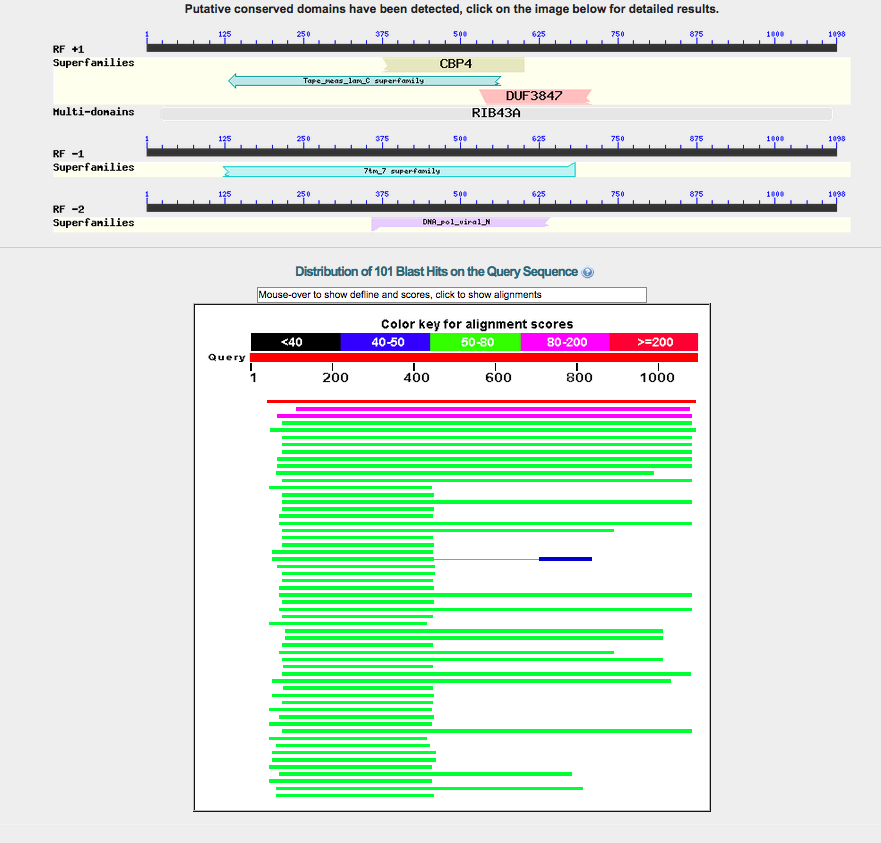 Putative conserved domains have been detected, click on the image below for detailed results.
1 125 250 375 500 625 750 875 1000 1098
RF +1
Superfamilies CBP4
Tape_meas_lam_C superfamily
DUF3847
Multi-domains RIB43A
1 125 250 375 500 625 750 875 1000 1098
RF -1
Superfamilies 7tm_7 superfamily
1 125 250 375 500 625 750 875 1000 1098
RF -2
Superfamilies DNA_pol_viral_N
Distribution of 101 Blast Hits on the Query Sequence ?
Mouse-over to show defline and scores, click to show alignments
Color key for alignment scores
<40 40-50 50-80 80-200 >=200
Query
1 200 400 600 800 1000